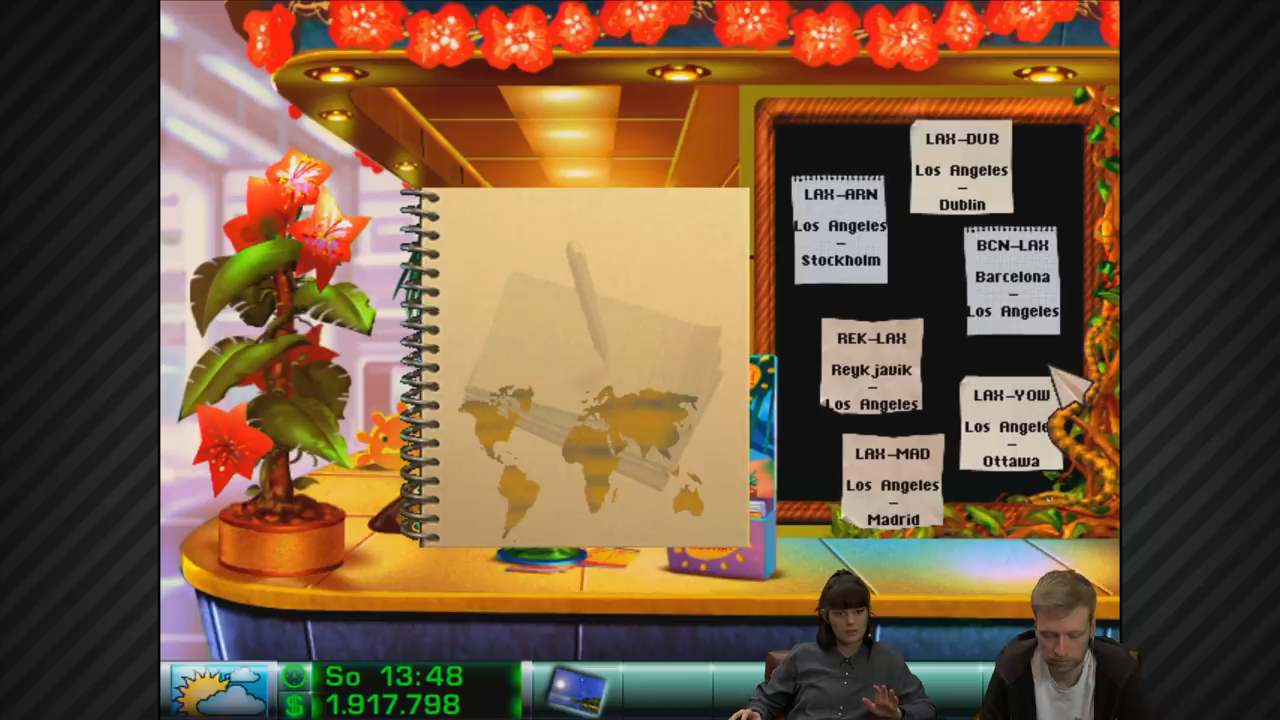 LAX-DUB
Los Angeles
–
Dublin
LAX-ARN
Los Angeles
–
Stockholm
BCN-LAX
Barcelona
–
Los Angeles
REK-LAX
Reykjavik
–
Los Angeles
LAX-YOW
Los Angele
–
Ottawa
LAX-MAD
Los Angeles
–
Madrid
So 13:48
$ 1.917.798